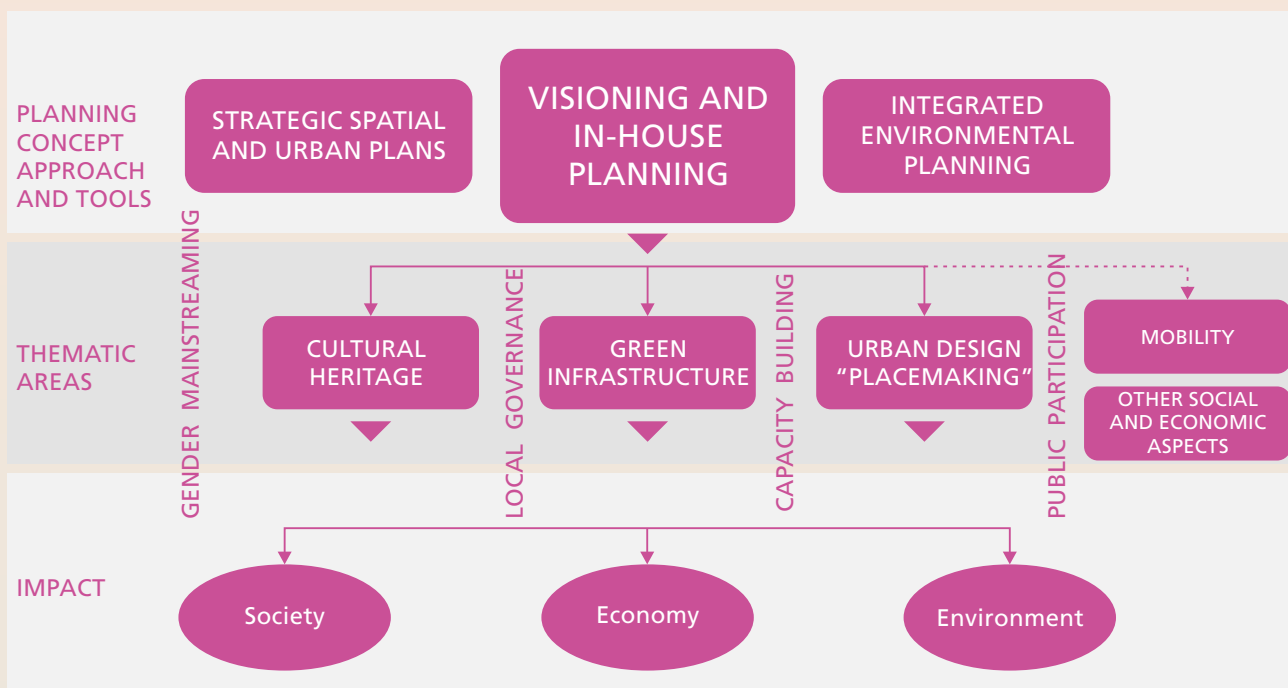 PLANNING
CONCEPT
APPROACH
AND TOOLS
STRATEGIC SPATIAL
AND URBAN PLANS
VISIONING AND
IN-HOUSE
PLANNING
INTEGRATED
ENVIRONMENTAL
PLANNING
GENDER MAINSTREAMING
LOCAL GOVERNANCE
CAPACITY BUILDING
PUBLIC PARTICIPATION
THEMATIC
AREAS
CULTURAL
HERITAGE
GREEN
INFRASTRUCTURE
URBAN DESIGN
“PLACEMAKING”
MOBILITY
OTHER SOCIAL
AND ECONOMIC
ASPECTS
IMPACT
Society
Economy
Environment